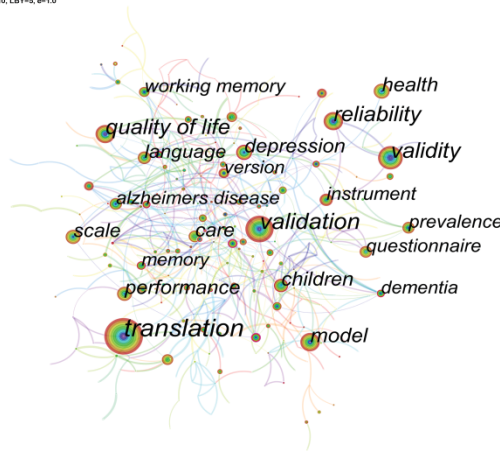 working memory
health
reliability
quality of life
language
depression
validity
version
alzheimers disease
instrument
scale
care
validation
prevalence
questionnaire
memory
performance
children
dementia
translation
model